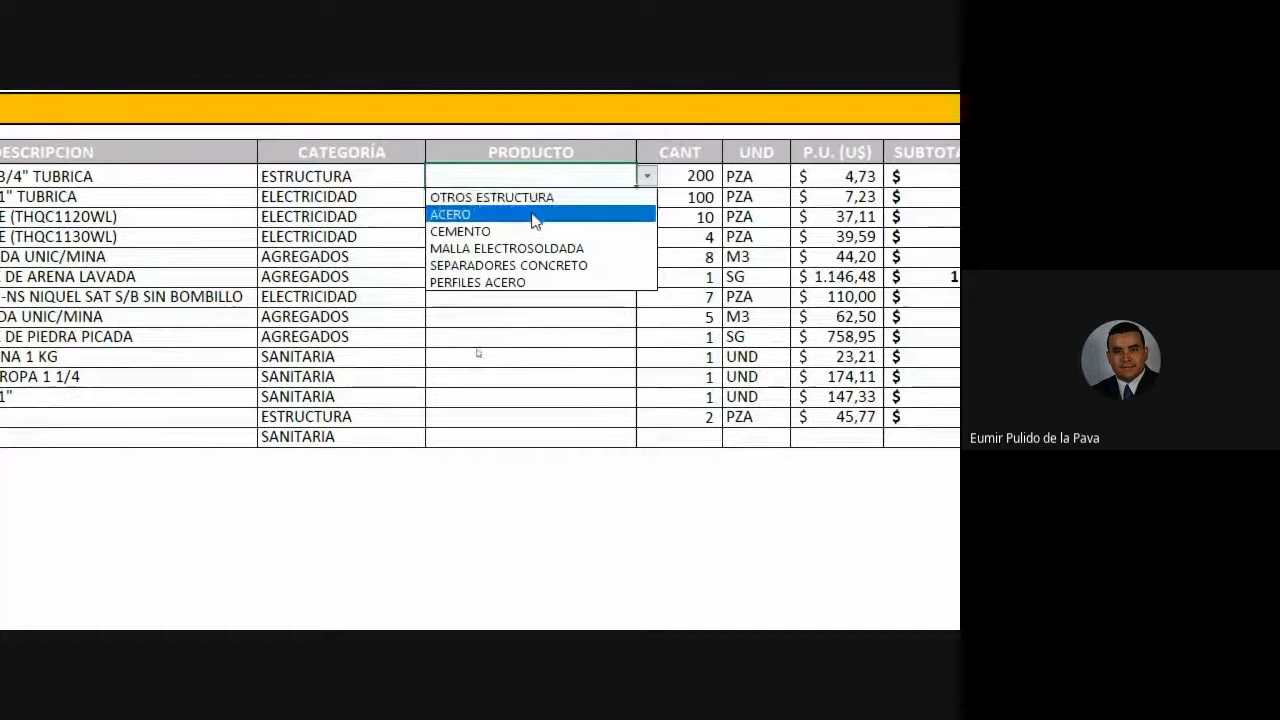 DESCRIPCION CATEGORÍA PRODUCTO CANT UND P.U. (U$) SUBTOTA
3/4" TUBRICA ESTRUCTURA 200 PZA $ 4,73 $
1" TUBRICA ELECTRICIDAD OTROS ESTRUCTURA 100 PZA $ 7,23 $
E (THQC1120WL) ELECTRICIDAD ACERO 10 PZA $ 37,11 $
E (THQC1130WL) ELECTRICIDAD CEMENTO 4 PZA $ 39,59 $
DA UNIC/MINA AGREGADOS MALLA ELECTROSOLDADA 8 M3 $ 44,20 $
E DE ARENA LAVADA AGREGADOS SEPARADORES CONCRETO 1 SG $ 1.146,48 $ 1
-NS NIQUEL SAT S/B SIN BOMBILLO ELECTRICIDAD PERFILES ACERO 7 PZA $ 110,00 $
DA UNIC/MINA AGREGADOS 5 M3 $ 62,50 $
E DE PIEDRA PICADA AGREGADOS 1 SG $ 758,95 $
NA 1 KG SANITARIA 1 UND $ 23,21 $
ROPA 1 1/4 SANITARIA 1 UND $ 174,11 $
1" SANITARIA 1 UND $ 147,33 $
ESTRUCTURA 2 PZA $ 45,77 $
SANITARIA
Eumir Pulido de la Pava